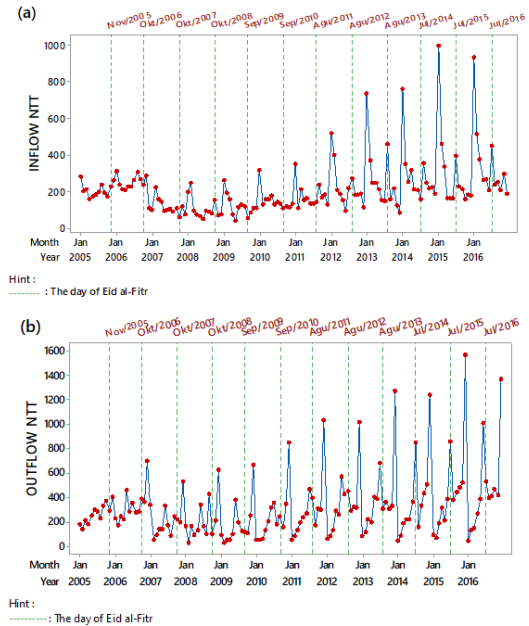 (a)
Nov/2005 Okt/2006 Okt/2007 Okt/2008 Sep/2009 Sep/2010 Agu/2011 Agu/2012 Agu/2013 Jul/2014 Jul/2015 Jul/2016
INFLOW NTT
1000
800
600
400
200
0
Month Jan Jan Jan Jan Jan Jan Jan Jan Jan Jan Jan Jan
Year 2005 2006 2007 2008 2009 2010 2011 2012 2013 2014 2015 2016
Hint :
-------- : The day of Eid al-Fitr
(b)
Nov/2005 Okt/2006 Okt/2007 Okt/2008 Sep/2009 Sep/2010 Agu/2011 Agu/2012 Agu/2013 Jul/2014 Jul/2015 Jul/2016
OUTFLOW NTT
1600
1400
1200
1000
800
600
400
200
0
Month Jan Jan Jan Jan Jan Jan Jan Jan Jan Jan Jan Jan
Year 2005 2006 2007 2008 2009 2010 2011 2012 2013 2014 2015 2016
Hint :
----------: The day of Eid al-Fitr